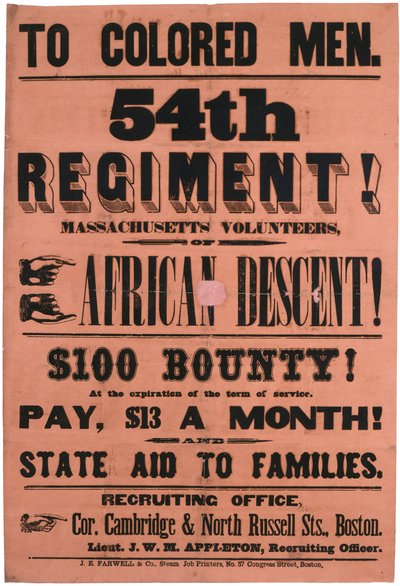 TO COLORED MEN.
54th
REGIMENT!
MASSACHUSETTS VOLUNTEERS,
OF
AFRICAN DESCENT!
$100 BOUNTY!
At the expiration of the term of service.
PAY, $13 A MONTH!
AND
STATE AID TO FAMILIES.
RECRUITING OFFICE,
Cor. Cambridge & North Russell Sts., Boston.
Lieut. J. W. M. APPLETON, Recruiting Officer.
J. E. FARWELL & Co., Steam Job Printers, No. 37 Congress Street, Boston,